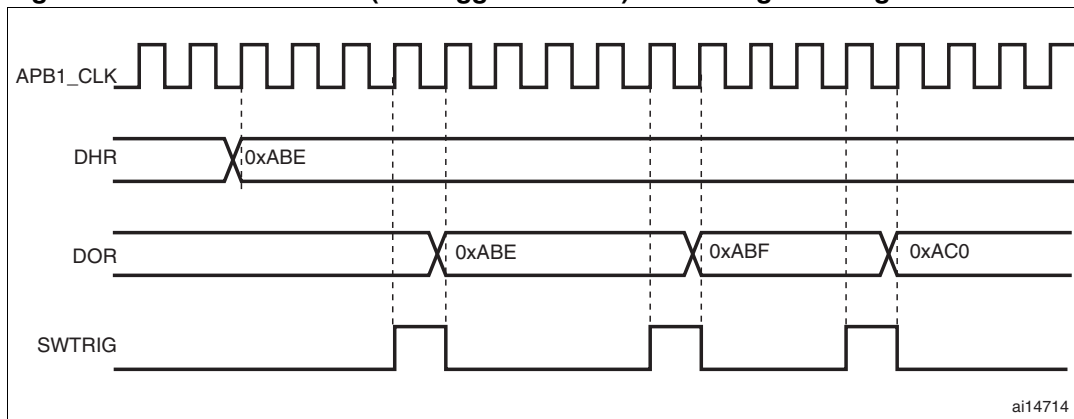 APB1_CLK
DHR
0xABE
DOR
0xABE
0xABF
0xAC0
SWTRIG
ai14714